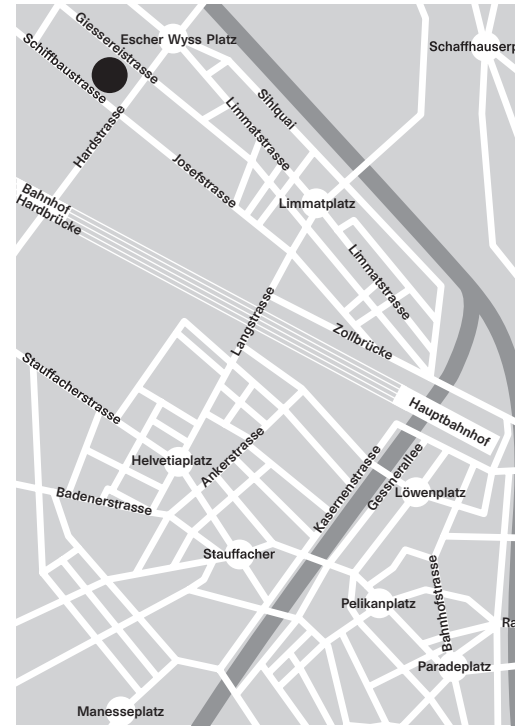 Giessereistrasse
Escher Wyss Platz
Schaffhauserp
Schiffbaustrasse
Sihlquai
Limmatstrasse
Hardstrasse
Josefstrasse
Bahnhof
Hardbrücke
Limmatplatz
Limmatstrasse
Langstrasse
Zollbrücke
Stauffacherstrasse
Hauptbahnhof
Ankerstrasse
Helvetiaplatz
Kasernenstrasse
Gessnerallee
Löwenplatz
Badenerstrasse
Stauffacher
Bahnhofstrasse
Pelikanplatz
Ra
Paradeplatz
Manesseplatz